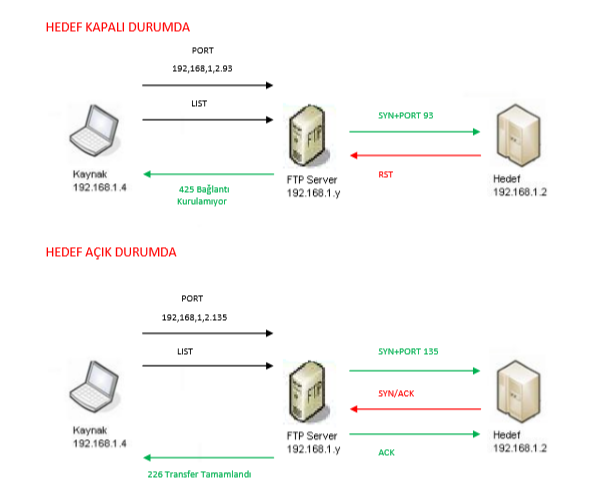 HEDEF KAPALI DURUMDA
PORT
192,168,1,2.93
LIST
SYN+PORT 93
FTP
RST
Kaynak
192.168.1.4
425 Bağlantı
Kurulamıyor
FTP Server
192.168.1.y
Hedef
192.168.1.2
HEDEF AÇIK DURUMDA
PORT
192,168,1,2.135
LIST
SYN+PORT 135
FTP
SYN/ACK
Kaynak
192.168.1.4
FTP Server
192.168.1.y
ACK
Hedef
192.168.1.2
226 Transfer Tamamlandı